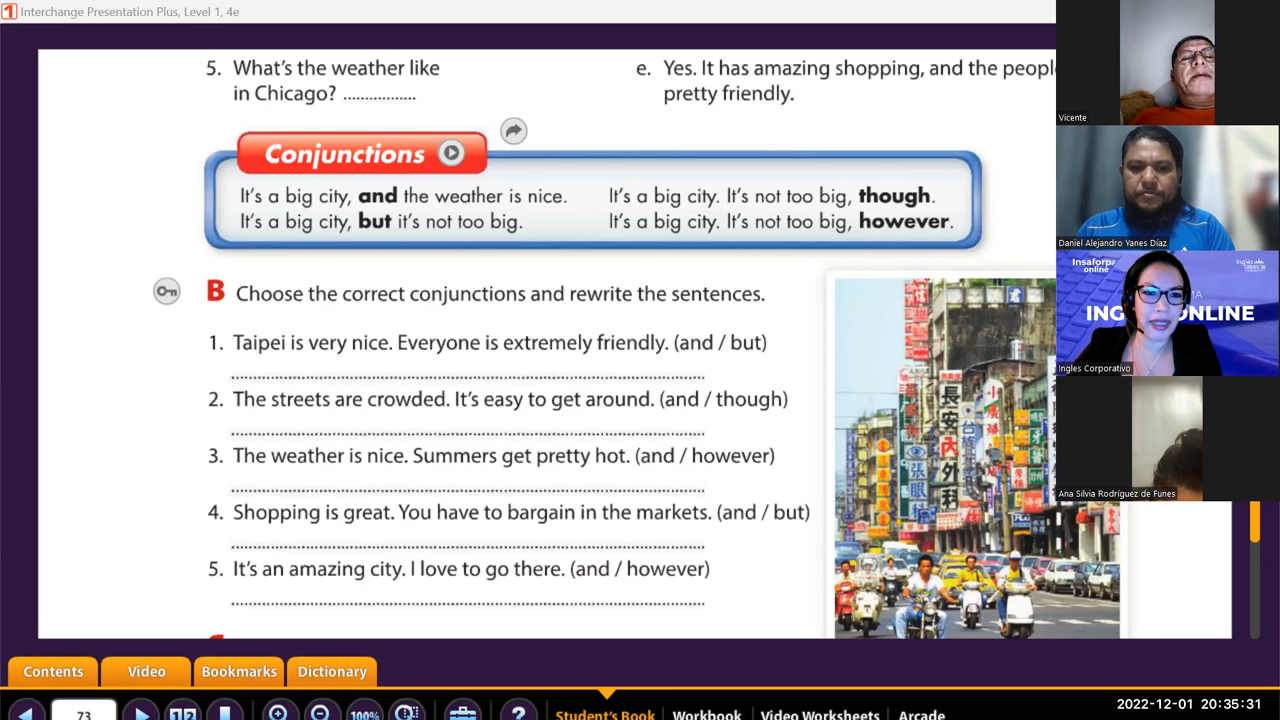 Interchange Presentation Plus, Level 1, 4e
5. What's the weather like
in Chicago? ................
e. Yes. It has amazing shopping, and the
pretty friendly.
Conjunctions
It's a big city, and the weather is nice.
It's a big city, but it's not too big.
It's a big city. It's not too big, though.
It's a big city. It's not too big, however.
B Choose the correct conjunctions and rewrite the sentences.
1. Taipei is very nice. Everyone is extremely friendly. (and / but)
2. The streets are crowded. It's easy to get around. (and / though)
3. The weather is nice. Summers get pretty hot. (and / however)
4. Shopping is great. You have to bargain in the markets. (and / but)
5. It's an amazing city. I love to go there. (and / however)
長安內外科
Vicente
Daniel Alejandro Yanes Díaz
Insaforp
online
Ingles Corporativo
Ana Silvia Rodríguez de Funes
Contents
Video
Bookmarks
Dictionary
73
1 2
100%
?
Student's Book
Workbook
Video Worksheets
Arcade
2022-12-01 20:35:31